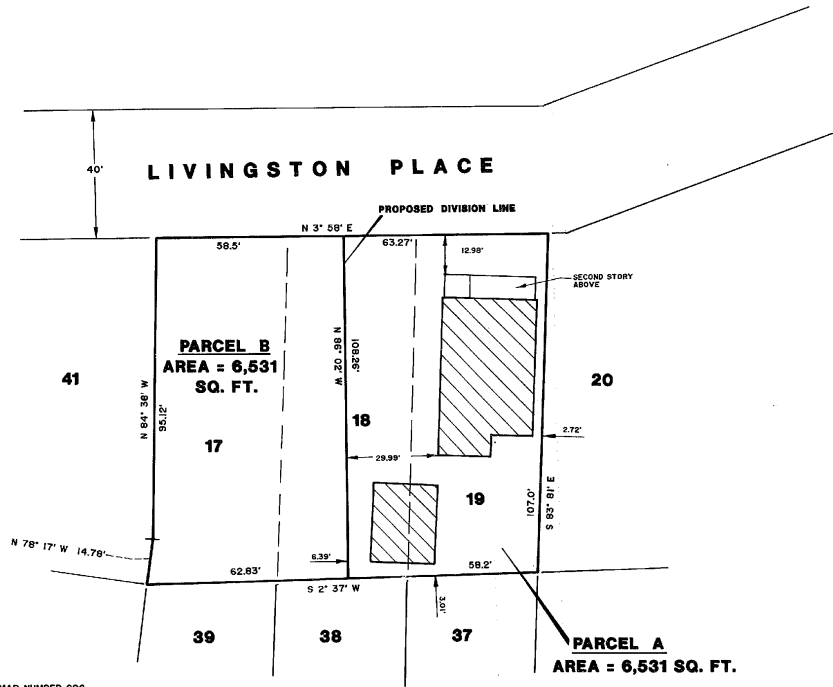 40'
LIVINGSTON PLACE
PROPOSED DIVISION LINE
N 3° 58' E
58.5'
63.27'
12.98'
SECOND STORY
ABOVE
PARCEL B
AREA = 6,531
SQ. FT.
N 86° 02' W
108.26'
41
N 84° 38' W
95.12'
20
18
17
2.72'
29.99'
19
107.0'
S 83° 81' E
N 78° 17' W 14.78'
6.39'
62.83'
58.2'
S 2° 37' W
3.01'
39
38
37
PARCEL A
AREA = 6,531 SQ. FT.